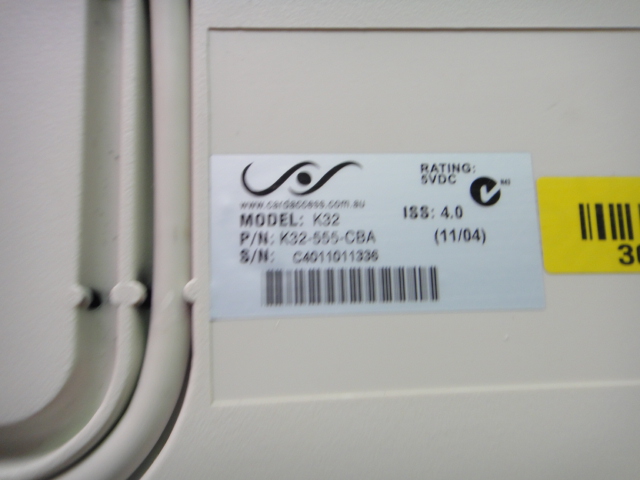 RATING:
5VDC
www.cardaccess.com.au
MODEL: K32
ISS: 4.0
P/N: K32-555-CBA
(11/04)
S/N: C4011011336